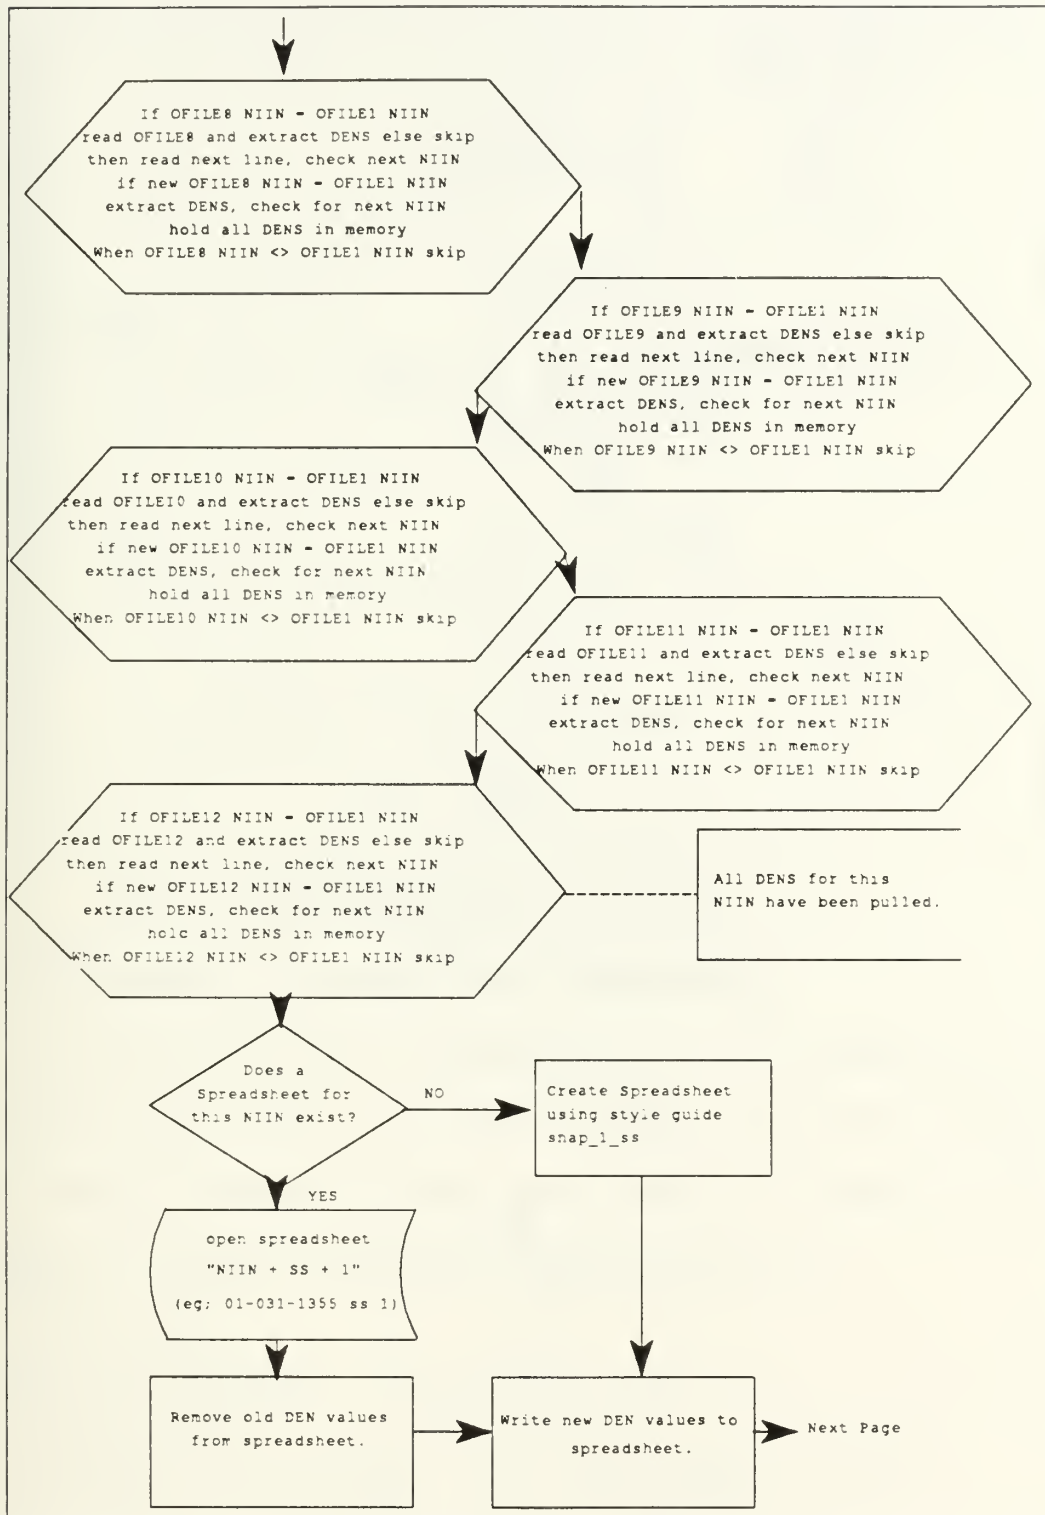 If OFILE8 NIIN = OFILE1 NIIN
read OFILE8 and extract DENS else skip
then read next line, check next NIIN
if new OFILE8 NIIN = OFILE1 NIIN
extract DENS, check for next NIIN
hold all DENS in memory
When OFILE8 NIIN <> OFILE1 NIIN skip
If OFILE9 NIIN = OFILE1 NIIN
read OFILE9 and extract DENS else skip
then read next line, check next NIIN
if new OFILE9 NIIN = OFILE1 NIIN
extract DENS, check for next NIIN
hold all DENS in memory
When OFILE9 NIIN <> OFILE1 NIIN skip
If OFILE10 NIIN = OFILE1 NIIN
read OFILE10 and extract DENS else skip
then read next line, check next NIIN
if new OFILE10 NIIN = OFILE1 NIIN
extract DENS, check for next NIIN
hold all DENS in memory
When OFILE10 NIIN <> OFILE1 NIIN skip
If OFILE11 NIIN = OFILE1 NIIN
read OFILE11 and extract DENS else skip
then read next line, check next NIIN
if new OFILE11 NIIN = OFILE1 NIIN
extract DENS, check for next NIIN
hold all DENS in memory
When OFILE11 NIIN <> OFILE1 NIIN skip
If OFILE12 NIIN = OFILE1 NIIN
read OFILE12 and extract DENS else skip
then read next line, check next NIIN
if new OFILE12 NIIN = OFILE1 NIIN
extract DENS, check for next NIIN
hold all DENS in memory
When OFILE12 NIIN <> OFILE1 NIIN skip
All DENS for this
NIIN have been pulled.
Does a
Spreadsheet for
this NIIN exist?
NO
Create Spreadsheet
using style guide
snap_1_ss
YES
open spreadsheet
"NIIN + SS + 1"
(eg; 01-031-1355 ss 1)
Remove old DEN values
from spreadsheet.
Write new DEN values to
spreadsheet.
Next Page